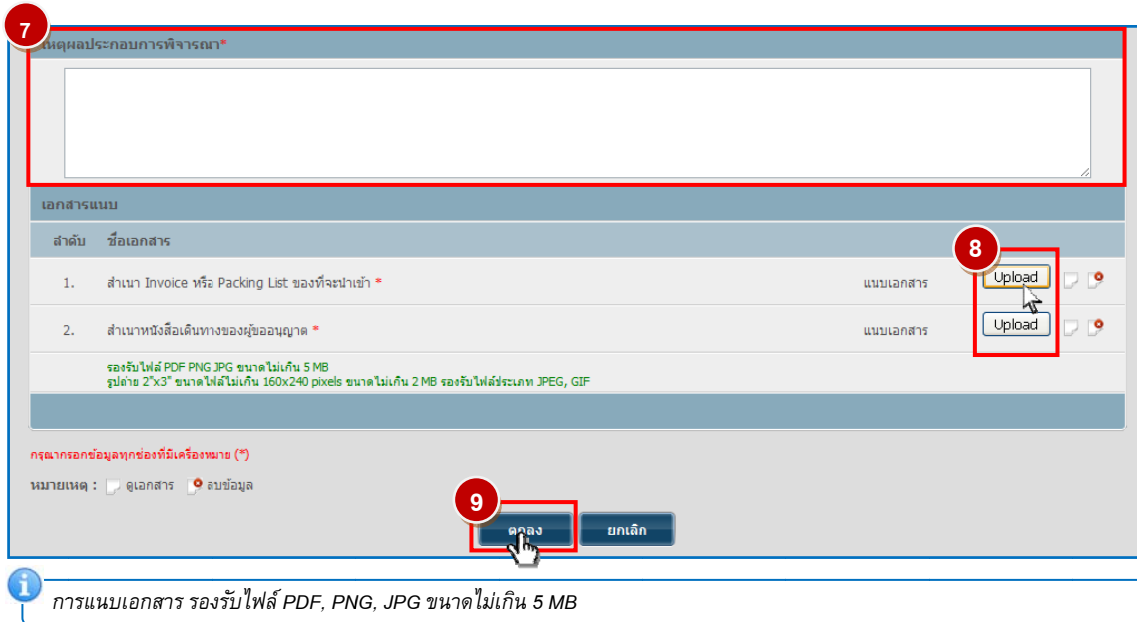 7
เหตุผลประกอบการพิจารณา*
เอกสารแนบ
ลำดับ ชื่อเอกสาร
8
1. สำเนา Invoice หรือ Packing List ของที่จะนำเข้า * แนบเอกสาร Upload
2. สำเนาหนังสือเดินทางของผู้ขออนุญาต * แนบเอกสาร Upload
รองรับไฟล์ PDF PNG JPG ขนาดไม่เกิน 5 MB
รูปถ่าย 2"x3" ขนาดไฟล์ไม่เกิน 160x240 pixels ขนาดไม่เกิน 2 MB รองรับไฟล์ประเภท JPEG, GIF
กรุณากรอกข้อมูลทุกช่องที่มีเครื่องหมาย (*)
หมายเหตุ : ดูเอกสาร ลบข้อมูล
9
ตกลง ยกเลิก
การแนบเอกสาร รองรับไฟล์ PDF, PNG, JPG ขนาดไม่เกิน 5 MB